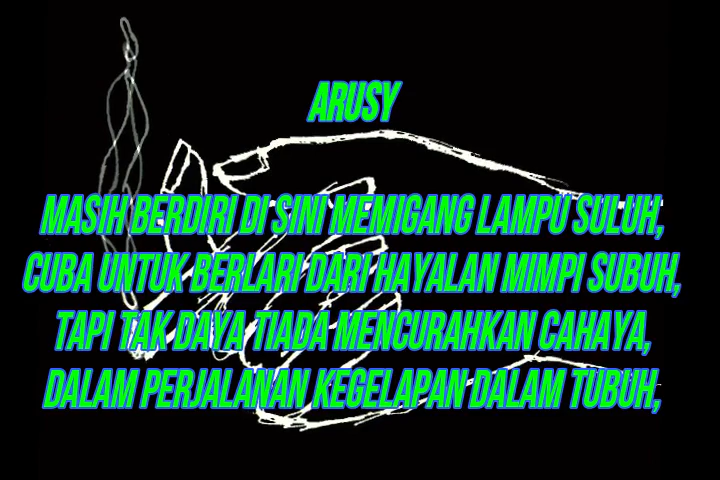 ARUSY
MASIH BERDIRI DI SINI MEMIGANG LAMPU SULUH,
CUBA UNTUK BERLARI DARI HAYALAN MIMPI SUBUH,
TAPI TAK DAYA TIADA MENCURAHKAN CAHAYA,
DALAM PERJALANAN KEGELAPAN DALAM TUBUH,